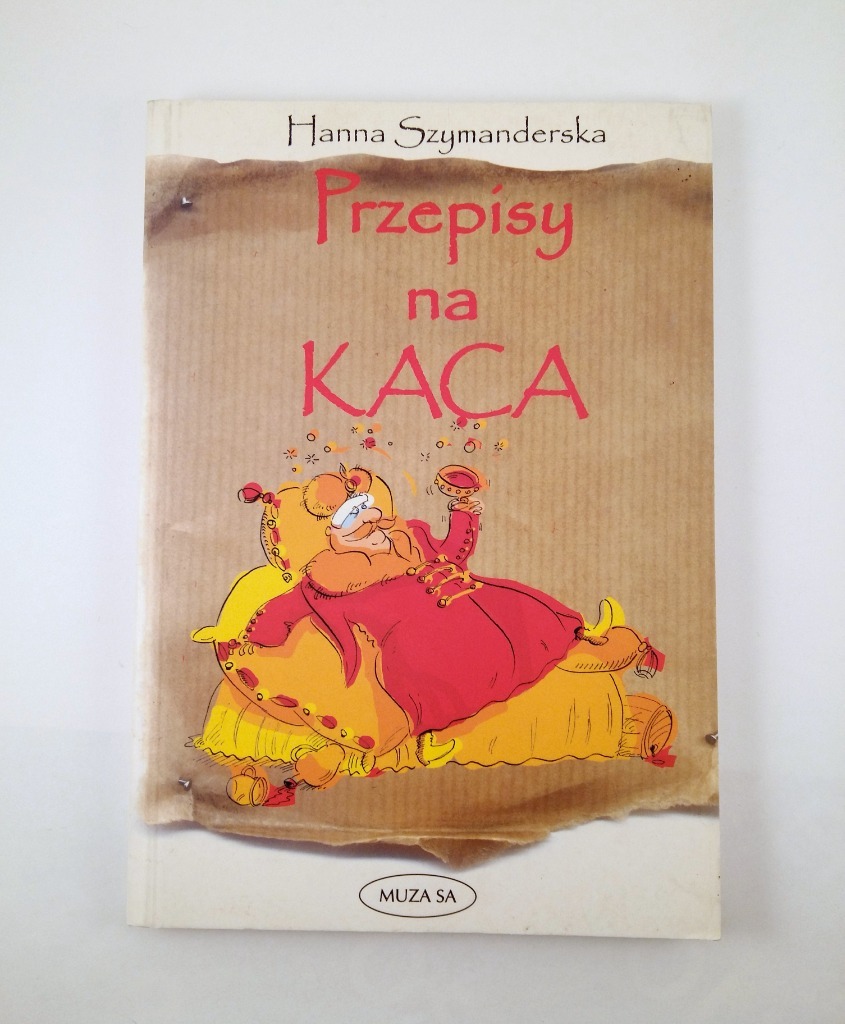 Hanna Szymanderska
Przepisy
na
KACA
MUZA SA